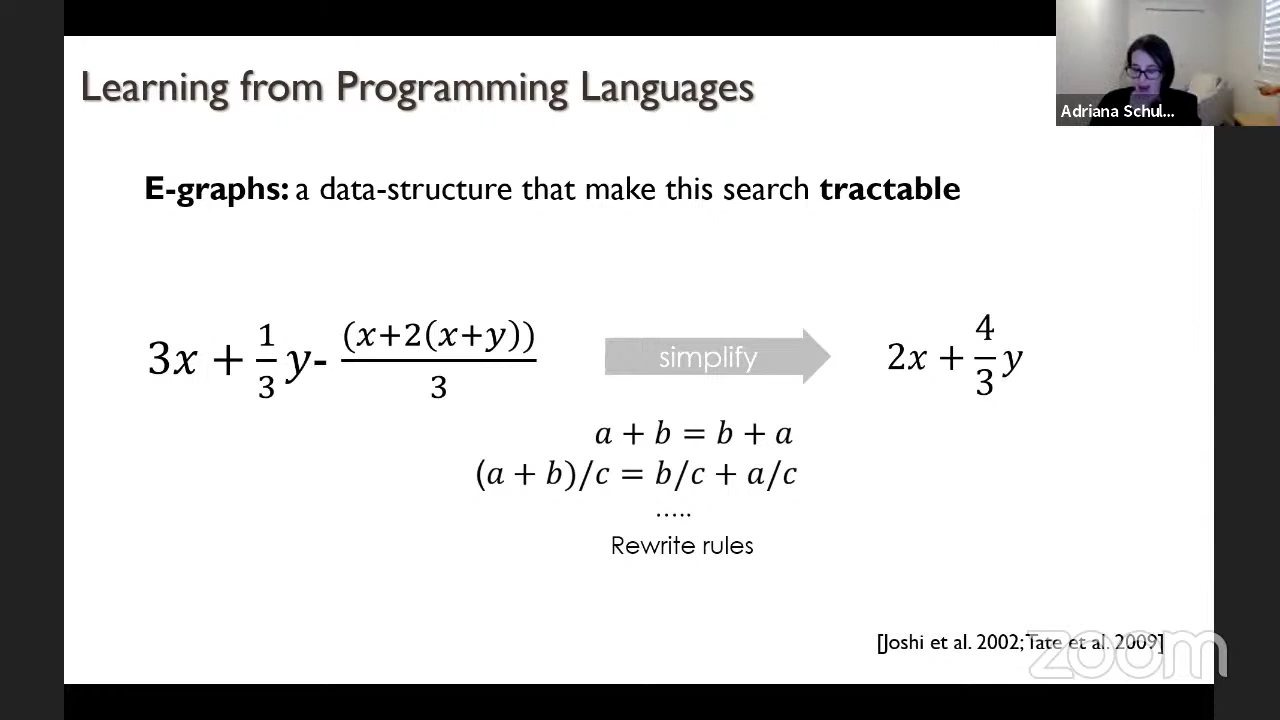 Learning from Programming Languages
Adriana Schul...
E-graphs: a data-structure that make this search tractable
3x + 1/3 y- (x+2(x+y))/3
simplify
2x + 4/3 y
a + b = b + a
(a + b)/c = b/c + a/c
.....
Rewrite rules
[Joshi et al. 2002; Tate et al. 2009]
zoom